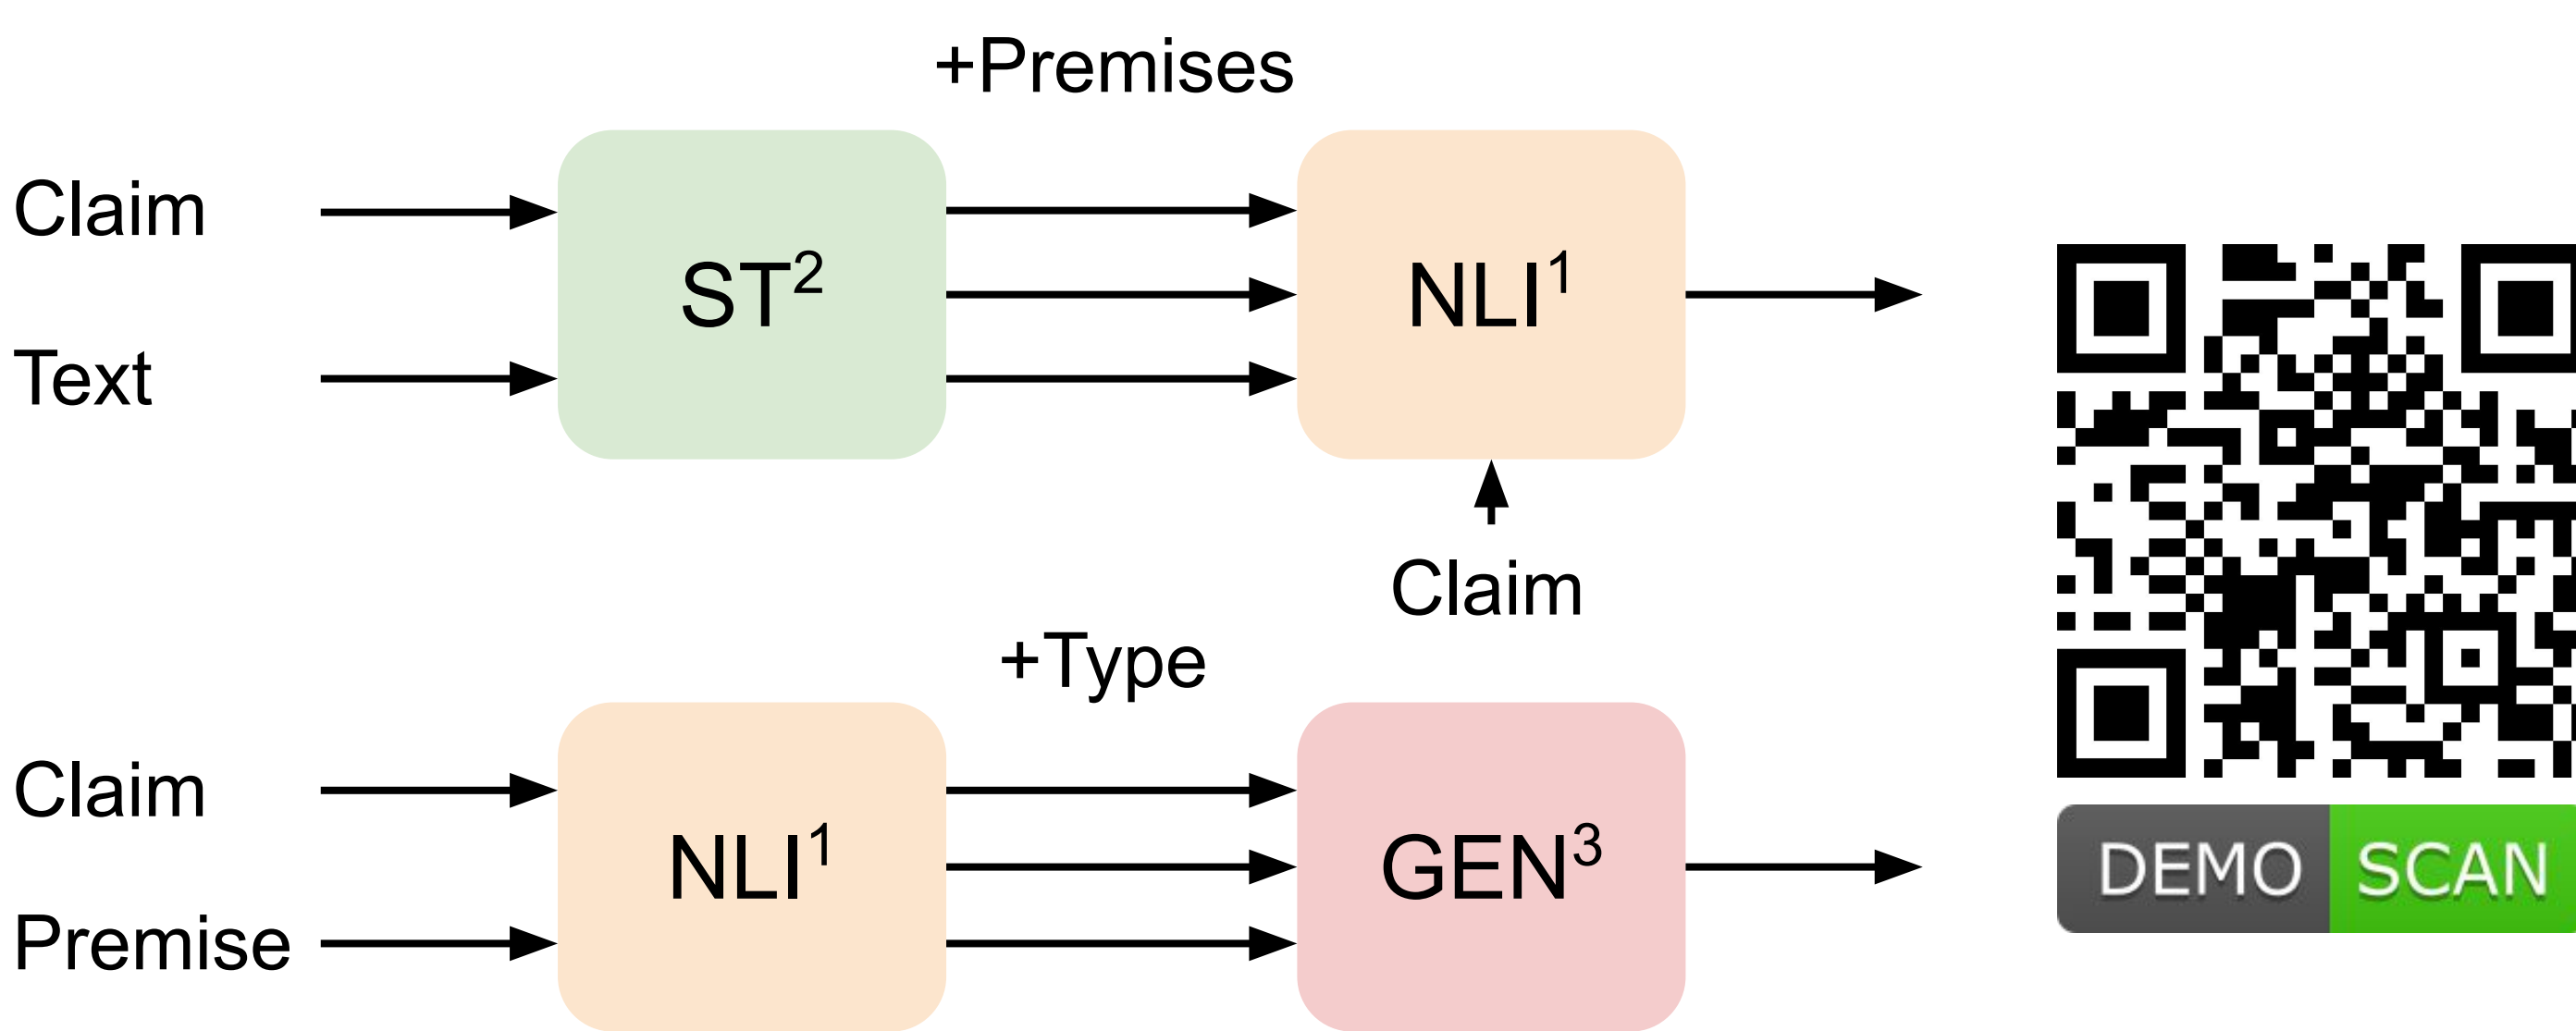 +Premises
Claim
Text
ST²
NLI¹
Claim
+Type
Claim
Premise
NLI¹
GEN³
DEMO SCAN